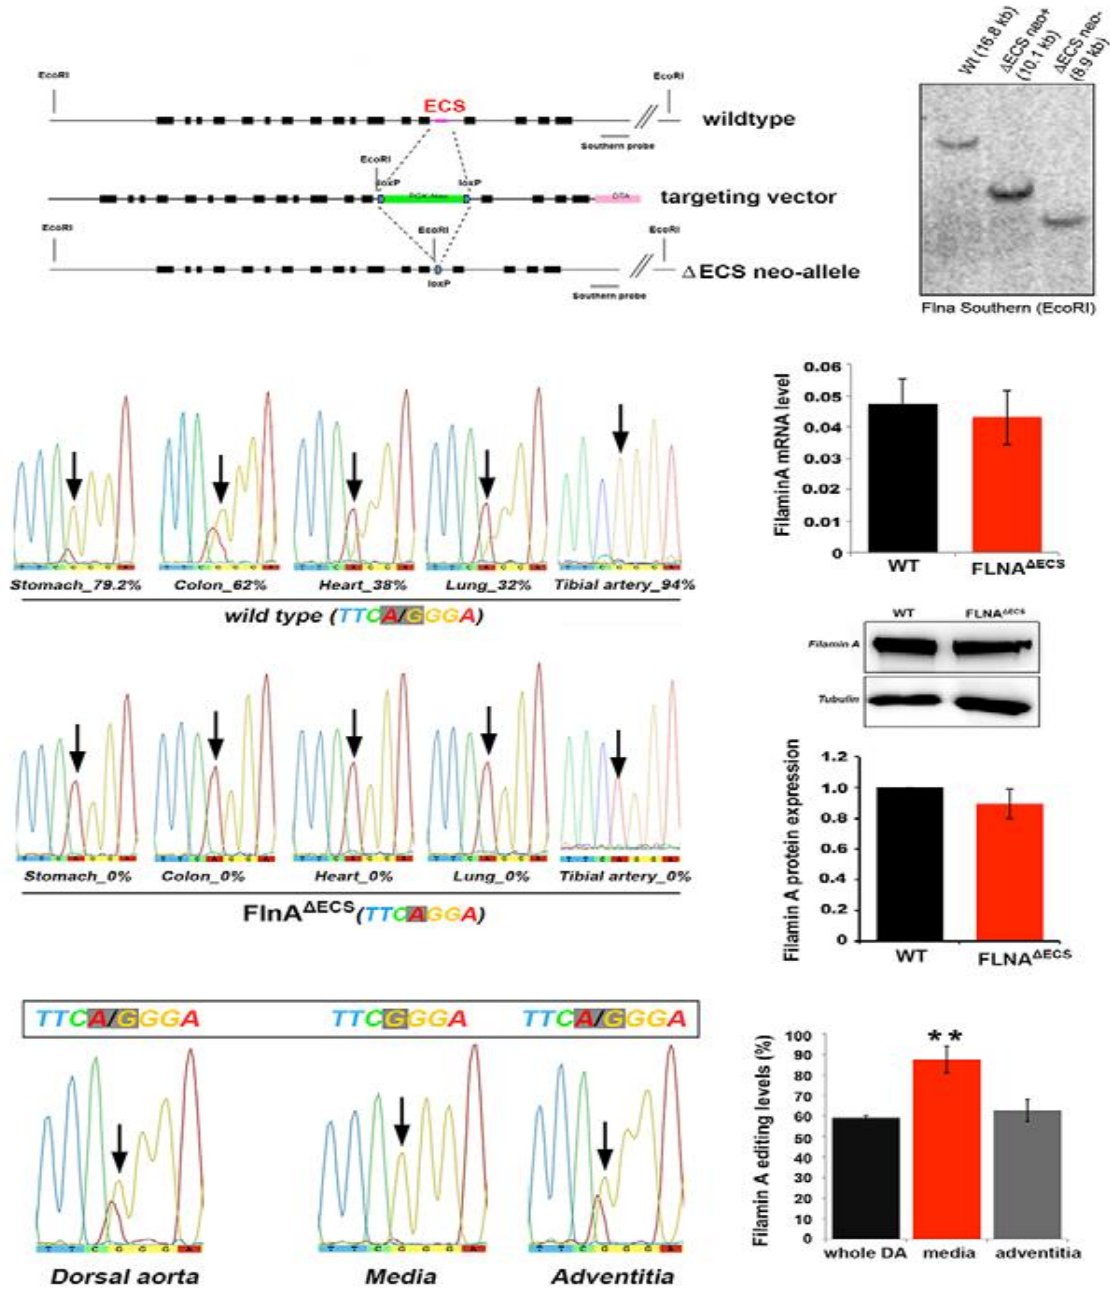 Wt (16.8 kb)
ΔECS neo+
(10.1 kb)
ΔECS neo-
(8.9 kb)
EcoRI
EcoRI
ECS
wildtype
Southern probe
EcoRI
loxP
loxP
PGK-Neo
DTA
targeting vector
EcoRI
EcoRI
EcoRI
loxP
ΔECS neo-allele
Southern probe
Flna Southern (EcoRI)
Stomach_79.2%
Colon_62%
Heart_38%
Lung_32%
Tibial artery_94%
wild type (TTCA/GGGA)
FilaminA mRNA level
0.06
0.05
0.04
0.03
0.02
0.01
0
WT
FLNAΔECS
WT
FLNAΔECS
Filamin A
Tubulin
Stomach_0%
Colon_0%
Heart_0%
Lung_0%
Tibial artery_0%
FlnAΔECS(TTCAGGA)
Filamin A protein expression
1.2
1.0
0.8
0.6
0.4
0.2
0
WT
FLNAΔECS
TTCA/GGGA
TTCGGGA
TTCA/GGGA
T T C G G G A
T T C G G G A
T T C G G G A
Dorsal aorta
Media
Adventitia
Filamin A editing levels (%)
100
90
80
70
60
50
40
30
20
10
0
**
whole DA
media
adventitia